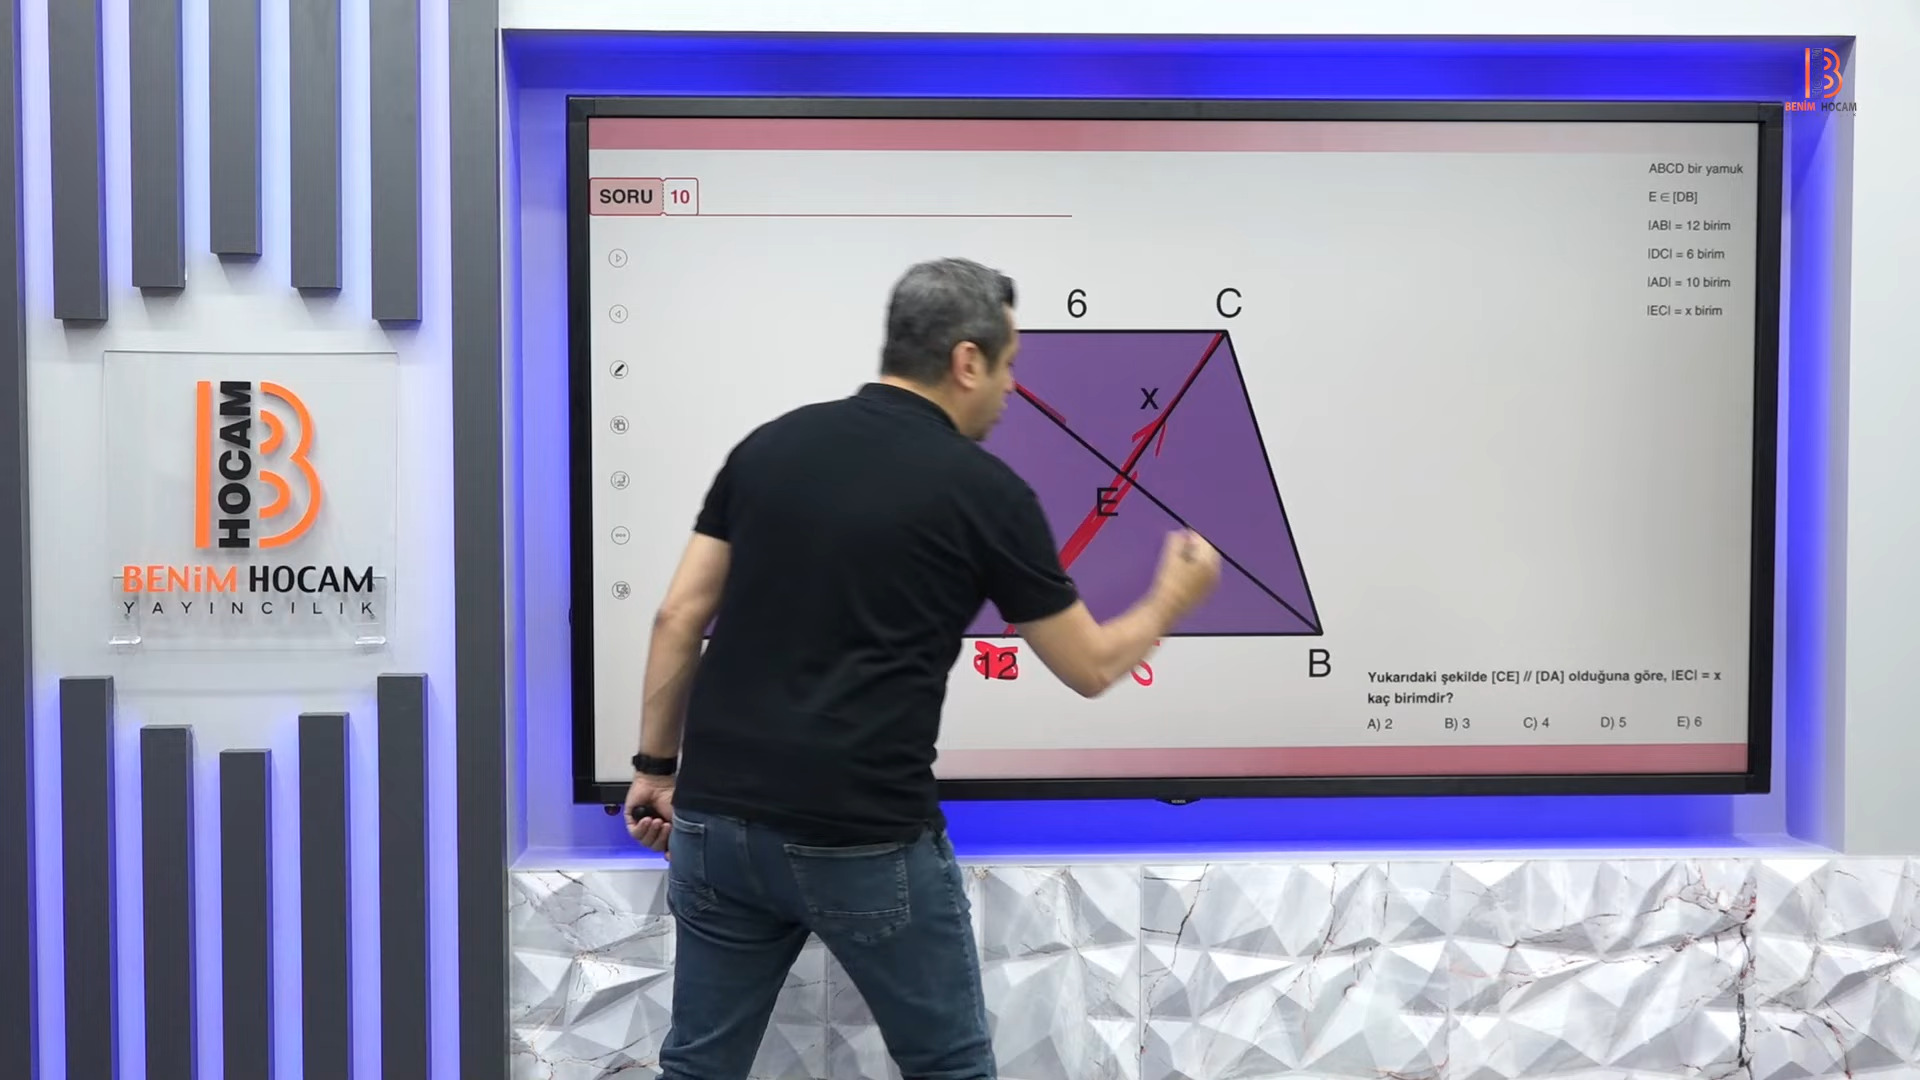 BENİM HOCAM
SORU 10
ABCD bir yamuk
E ∈ [DB]
|AB| = 12 birim
|DC| = 6 birim
|AD| = 10 birim
|EC| = x birim
6
C
x
E
12
6
B
Yukarıdaki şekilde [CE] // [DA] olduğuna göre, |EC| = x
kaç birimdir?
A) 2 B) 3 C) 4 D) 5 E) 6
HOCAM
BENiM HOCAM
YAYINCILIK